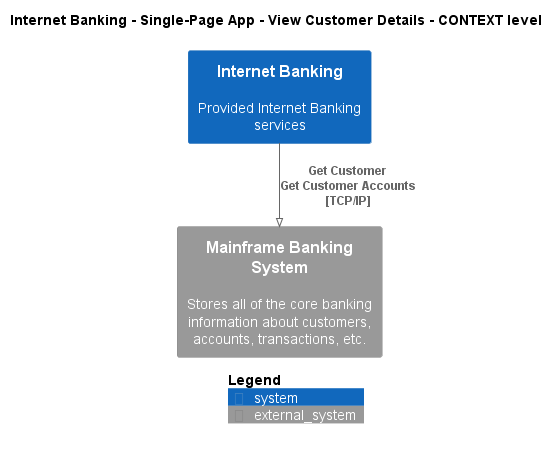 Internet Banking - Single-Page App - View Customer Details - CONTEXT level
Internet Banking
Provided Internet Banking
services
Get Customer
Get Customer Accounts
[TCP/IP]
Mainframe Banking
System
Stores all of the core banking
information about customers,
accounts, transactions, etc.
Legend
system
external_system